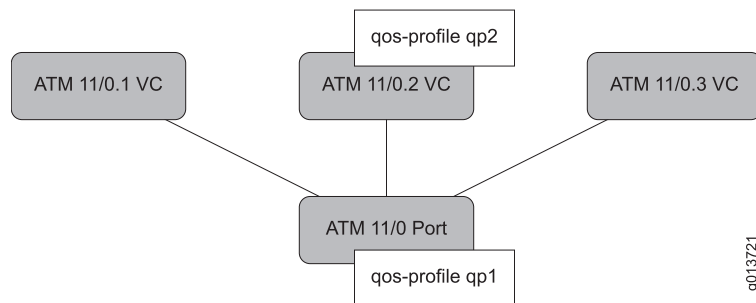 qos-profile qp2
ATM 11/0.1 VC
ATM 11/0.2 VC
ATM 11/0.3 VC
ATM 11/0 Port
qos-profile qp1
g013721